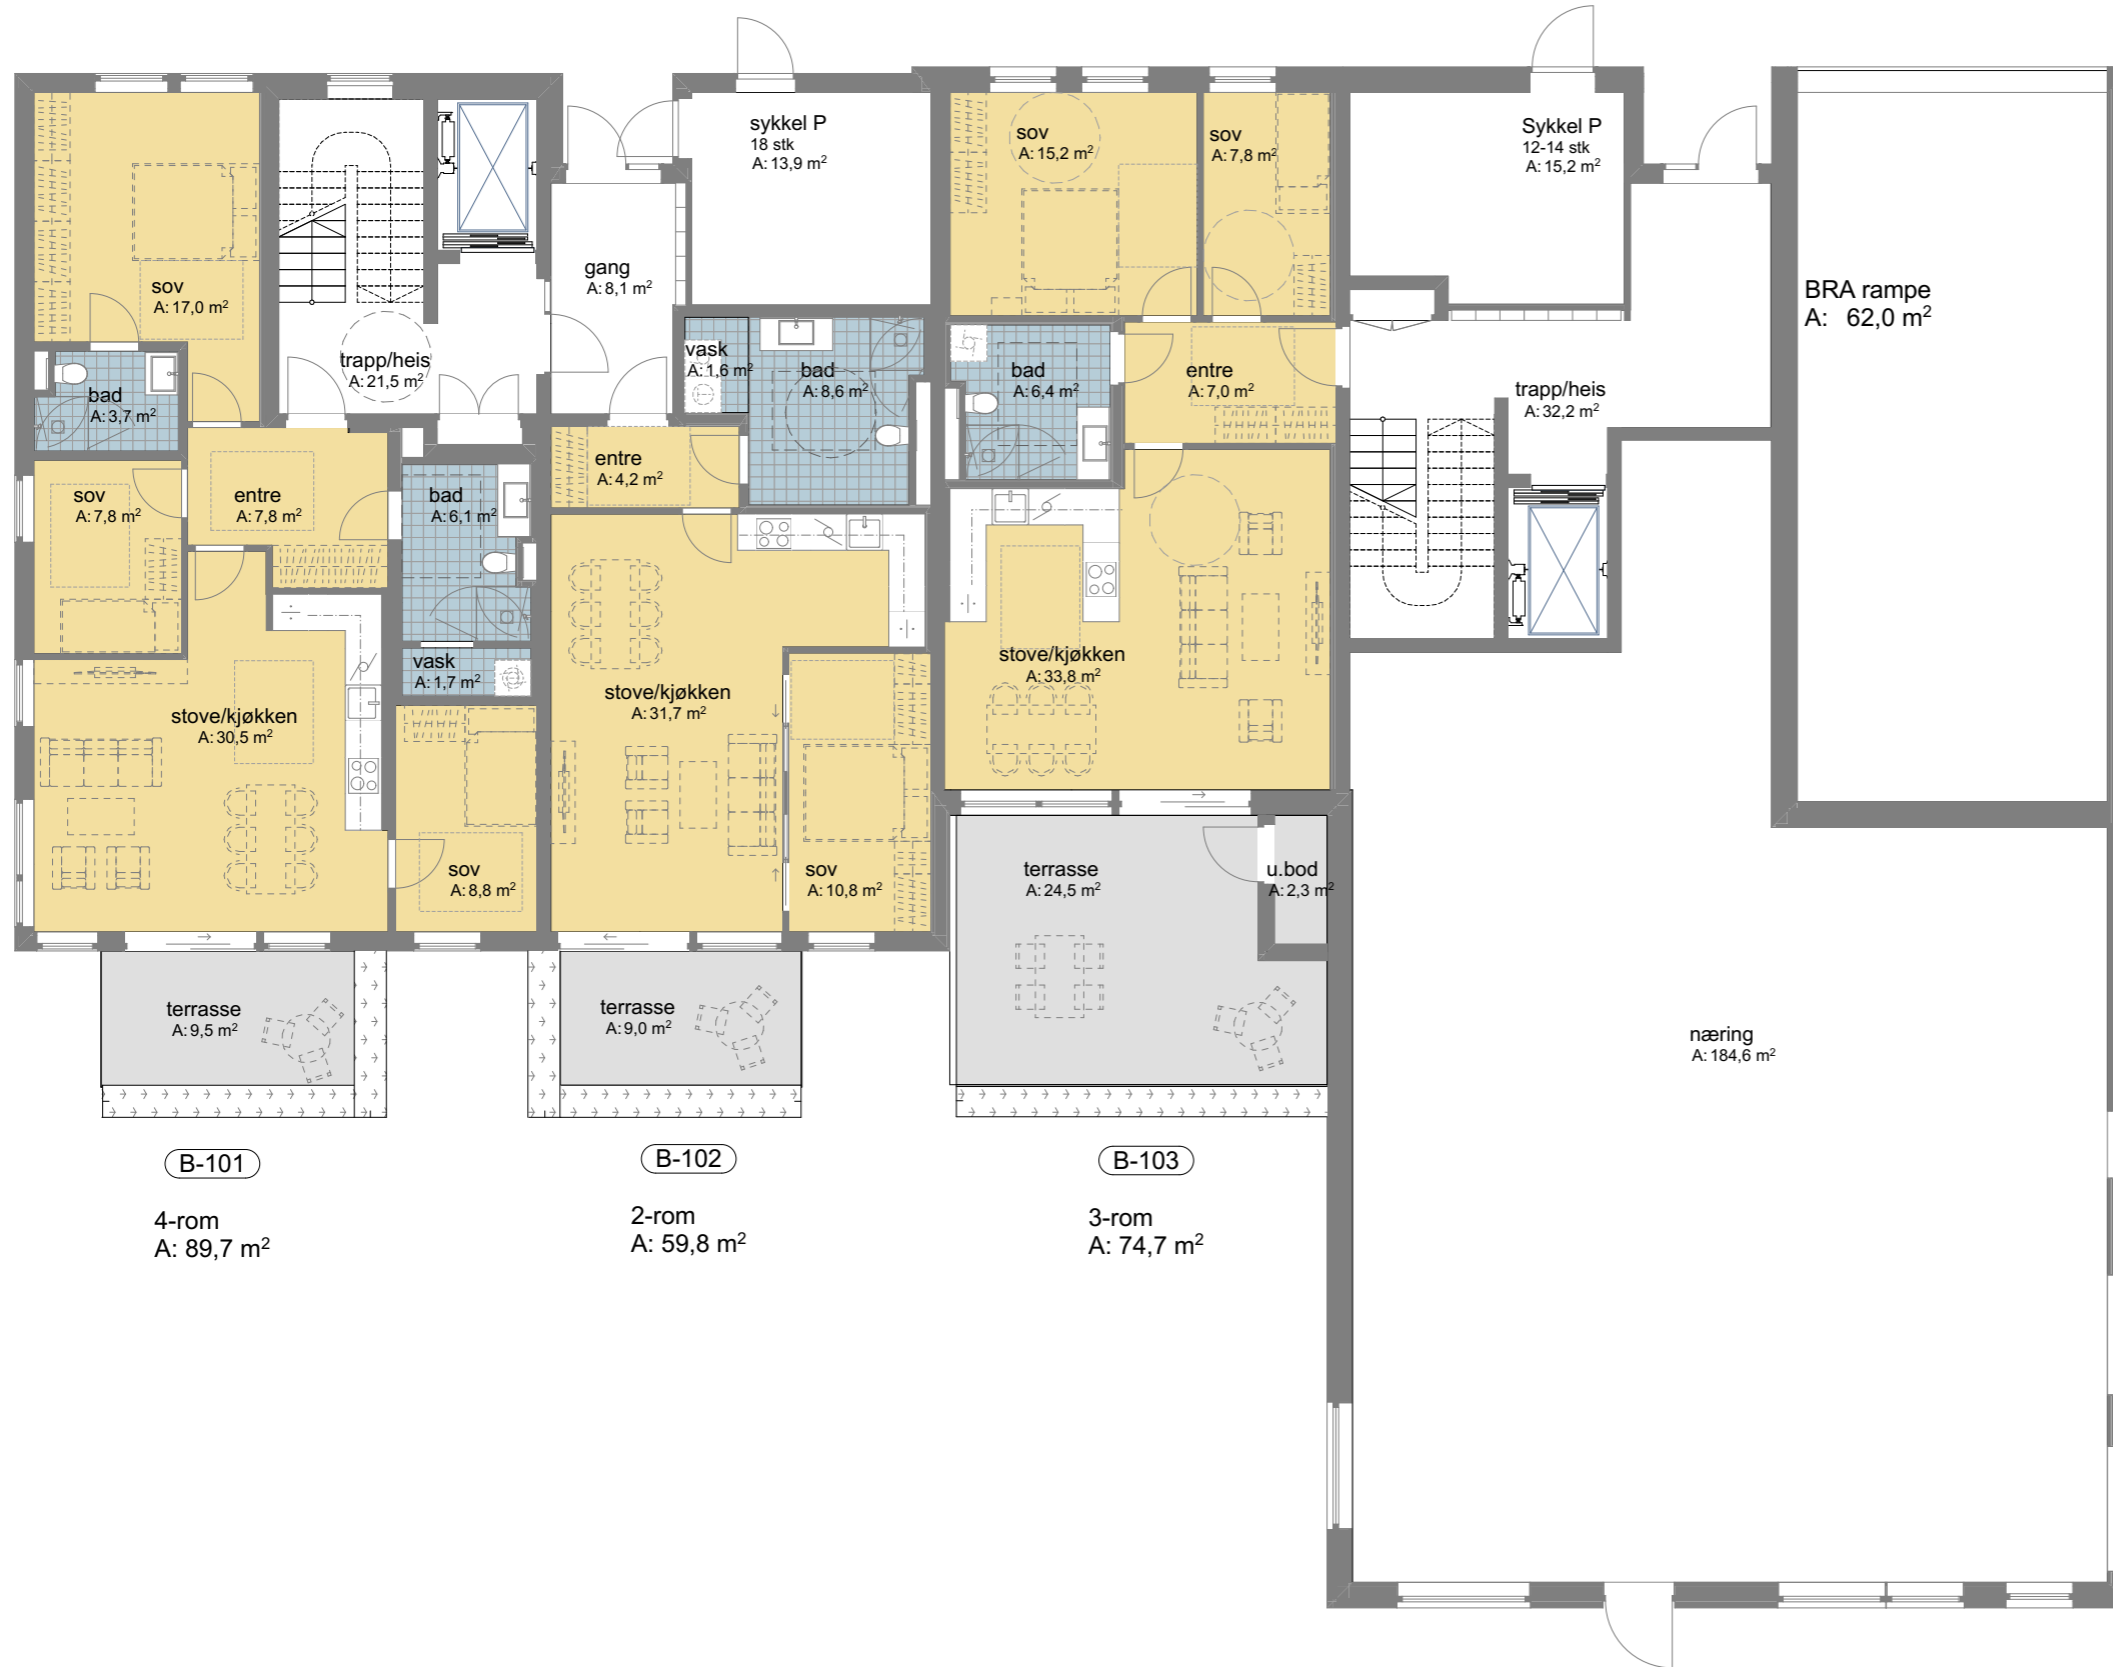 sykkel P
18 stk
A: 13,9 m²
sov
A: 15,2 m²
sov
A: 7,8 m²
Sykkel P
12-14 stk
A: 15,2 m²
sov
A: 17,0 m²
gang
A: 8,1 m²
BRA rampe
A: 62,0 m²
trapp/heis
A: 21,5 m²
vask
A: 1,6 m²
bad
A: 8,6 m²
bad
A: 6,4 m²
entre
A: 7,0 m²
trapp/heis
A: 32,2 m²
bad
A: 3,7 m²
entre
A: 4,2 m²
sov
A: 7,8 m²
entre
A: 7,8 m²
bad
A: 6,1 m²
vask
A: 1,7 m²
stove/kjøkken
A: 30,5 m²
stove/kjøkken
A: 31,7 m²
stove/kjøkken
A: 33,8 m²
sov
A: 8,8 m²
sov
A: 10,8 m²
terrasse
A: 24,5 m²
u.bod
A: 2,3 m²
terrasse
A: 9,5 m²
terrasse
A: 9,0 m²
næring
A: 184,6 m²
B-101
4-rom
A: 89,7 m²
B-102
2-rom
A: 59,8 m²
B-103
3-rom
A: 74,7 m²